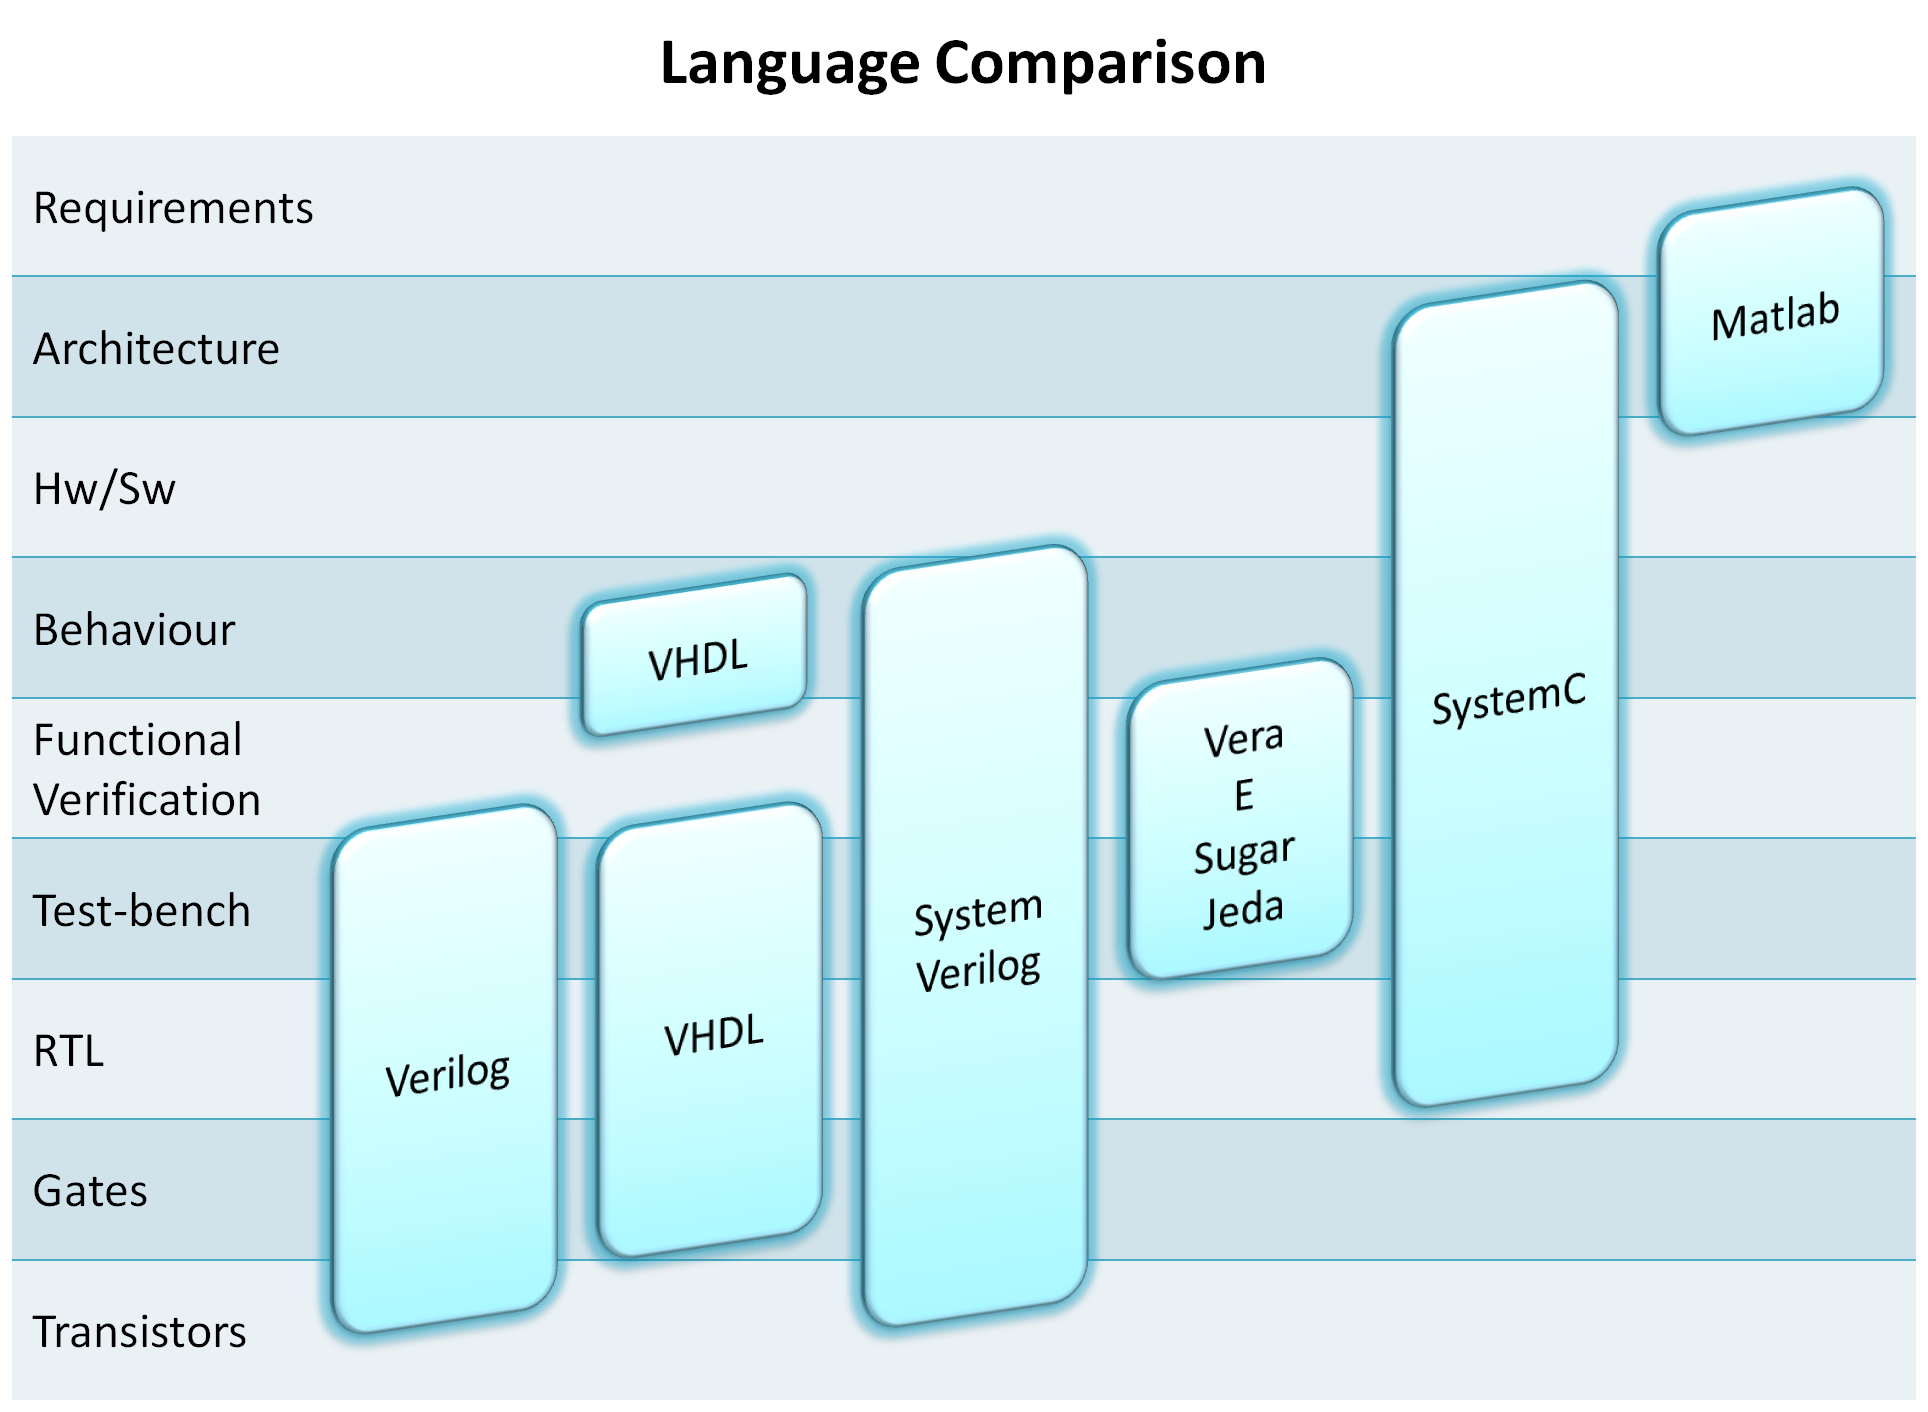 Language Comparison
Requirements
Architecture
Hw/Sw
Behaviour
Functional
Verification
Test-bench
RTL
Gates
Transistors
Verilog
VHDL
VHDL
System
Verilog
Vera
E
Sugar
Jeda
SystemC
Matlab